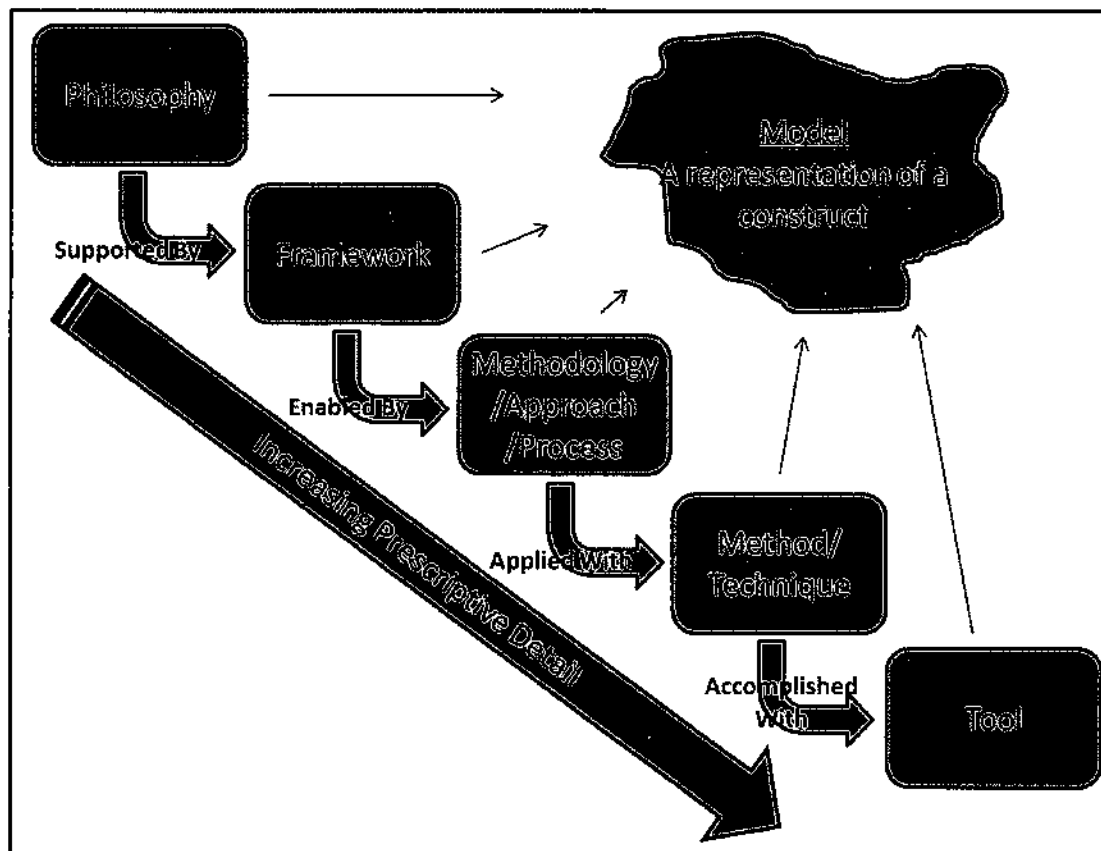 Philosophy
Model
A representation of a
construct
Supported By
Framework
Enabled By
Methodology
/Approach
/Process
Increasing Prescriptive Detail
Applied With
Method/
Technique
Accomplished
With
Tool